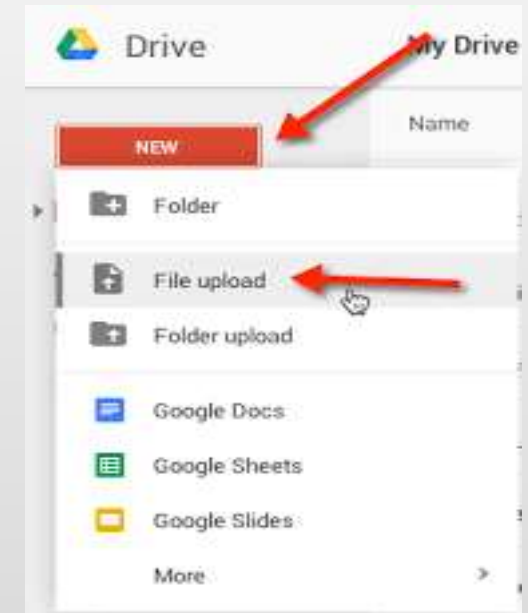 Drive
My Drive
NEW
Name
Folder
File upload
Folder upload
Google Docs
Google Sheets
Google Slides
More